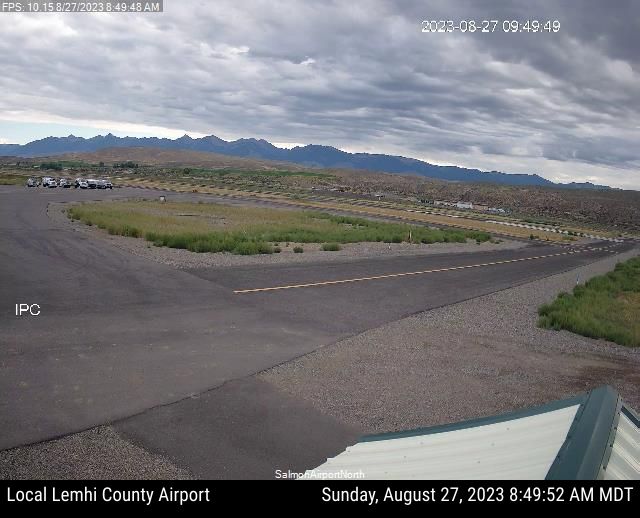 FPS: 10.15 8/27/2023 8:49:48 AM
2023-08-27 09:49:49
IPC
SalmonAirportNorth
Local Lemhi County Airport
Sunday, August 27, 2023 8:49:52 AM MDT